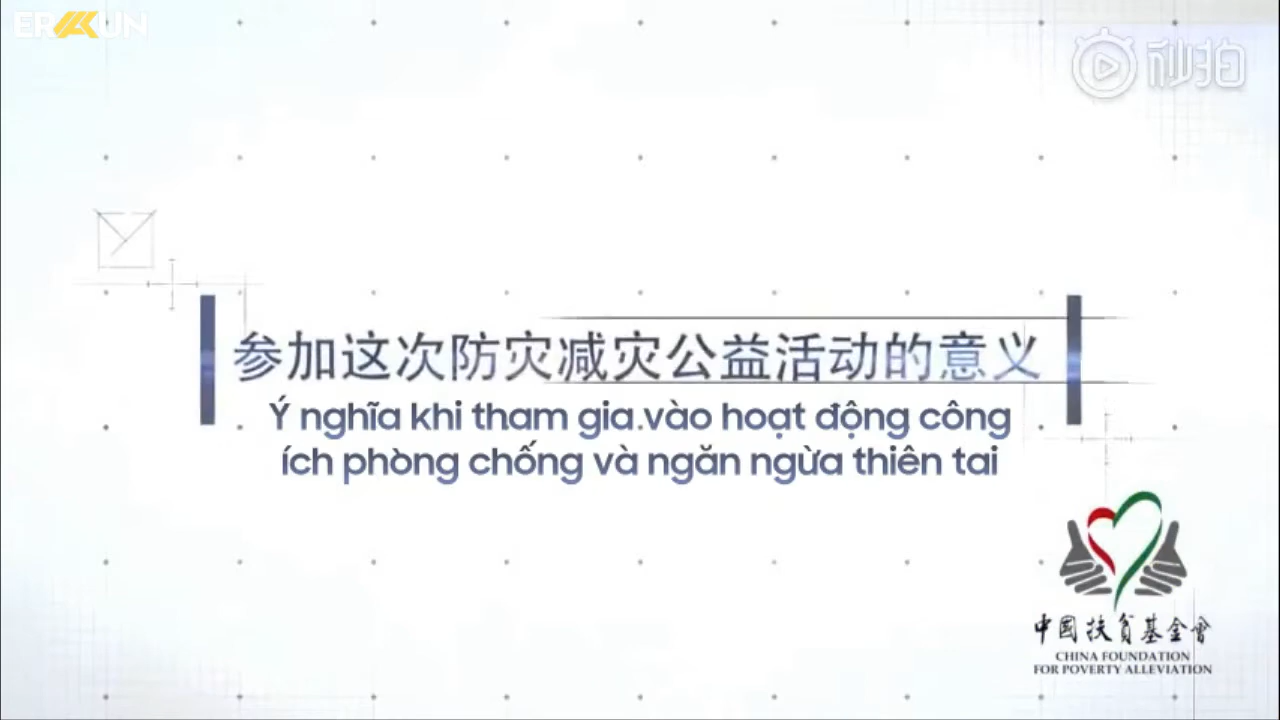 ERAKUN
秒拍
参加这次防灾减灾公益活动的意义
Ý nghĩa khi tham gia vào hoạt động công
ích phòng chống và ngăn ngừa thiên tai
中国扶贫基金会
CHINA FOUNDATION
FOR POVERTY ALLEVIATION